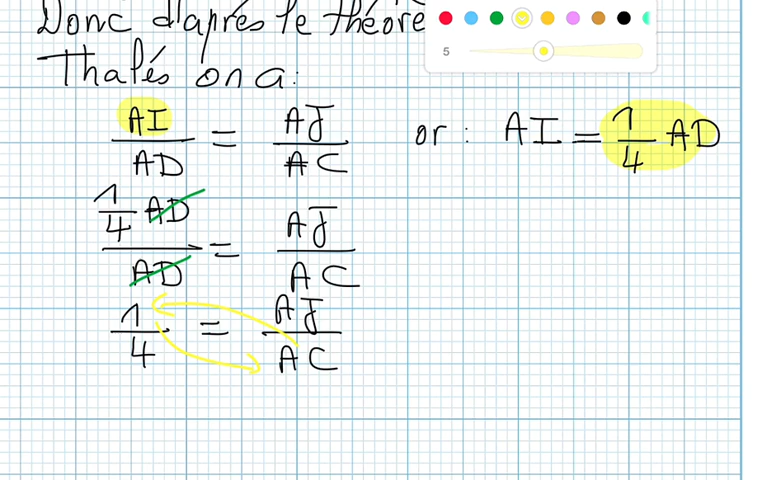 Donc d'après le théorè
Thalés on a:
AI/AD = AJ/AC or: AI = 1/4 AD
1/4 AD/AD = AJ/AC
1/4 = AJ/AC
5